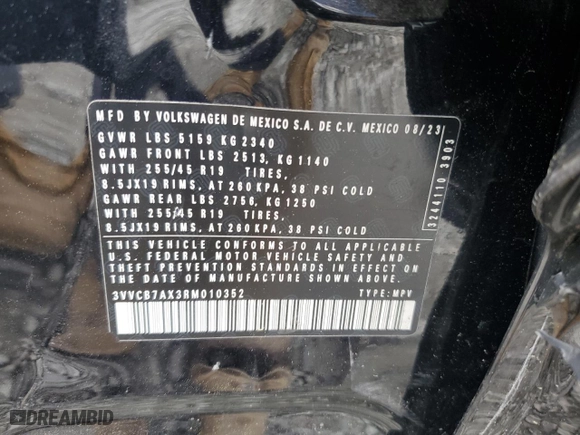 MFD BY VOLKSWAGEN DE MEXICO S.A. DE C.V. MEXICO 08/23
GVWR LBS 5159 KG 2340
GAWR FRONT LBS 2513, KG 1140
WITH 255/45 R19 TIRES,
8.5JX19 RIMS, AT 260 KPA, 38 PSI COLD
GAWR REAR LBS 2756, KG 1250
WITH 255/45 R19 TIRES,
8.5JX19 RIMS, AT 260 KPA, 38 PSI COLD
THIS VEHICLE CONFORMS TO ALL APPLICABLE
U.S. FEDERAL MOTOR VEHICLE SAFETY AND
THEFT PREVENTION STANDARDS IN EFFECT ON
THE DATE OF MANUFACTURE SHOWN ABOVE.
3VVCB7AX3RM010352 TYPE: MPV
3244110 3903
DREAMBID